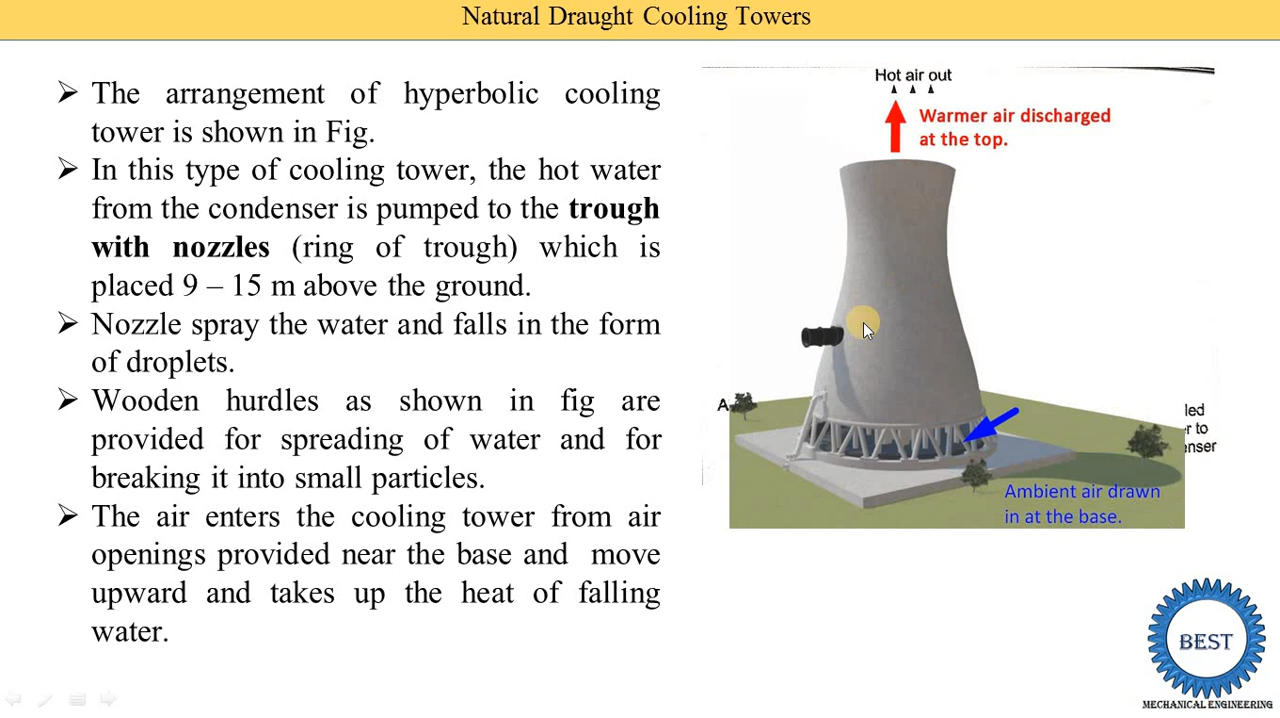 Natural Draught Cooling Towers
➢ The arrangement of hyperbolic cooling
tower is shown in Fig.
➢ In this type of cooling tower, the hot water
from the condenser is pumped to the trough
with nozzles (ring of trough) which is
placed 9 – 15 m above the ground.
➢ Nozzle spray the water and falls in the form
of droplets.
➢ Wooden hurdles as shown in fig are
provided for spreading of water and for
breaking it into small particles.
➢ The air enters the cooling tower from air
openings provided near the base and move
upward and takes up the heat of falling
water.
Hot air out
Warmer air discharged
at the top.
A
led
r to
enser
Ambient air drawn
in at the base.
BEST
MECHANICAL ENGINEERING